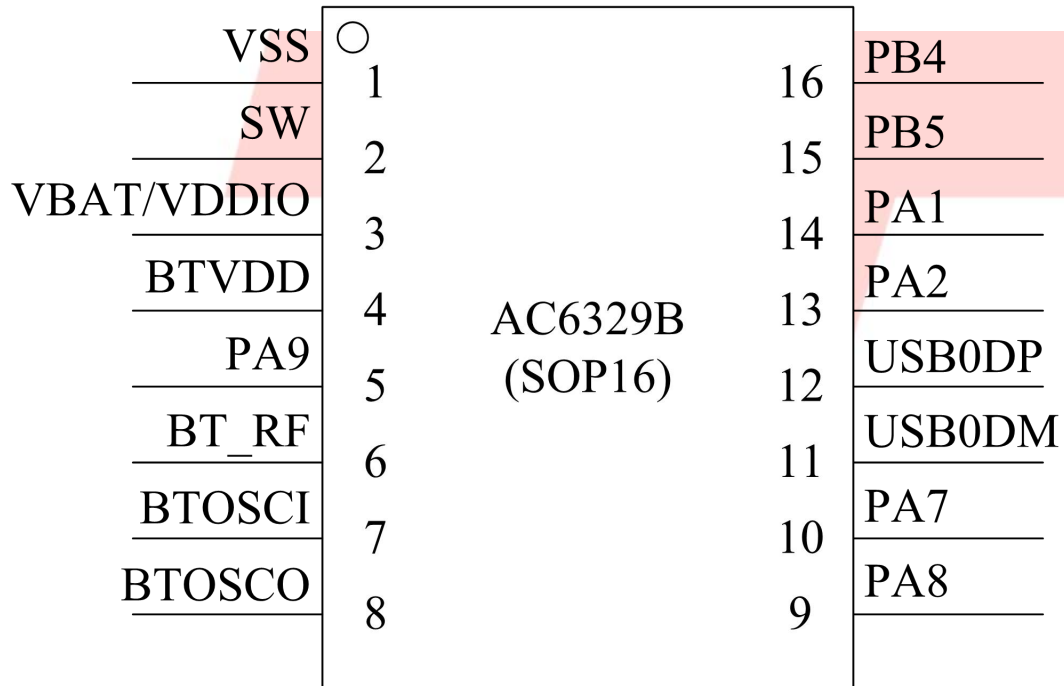 VSS 1 16 PB4
SW 2 15 PB5
VBAT/VDDIO 3 14 PA1
BTVDD 4 13 PA2
AC6329B
(SOP16)
PA9 5 12 USB0DP
BT_RF 6 11 USB0DM
BTOSCI 7 10 PA7
BTOSCO 8 9 PA8